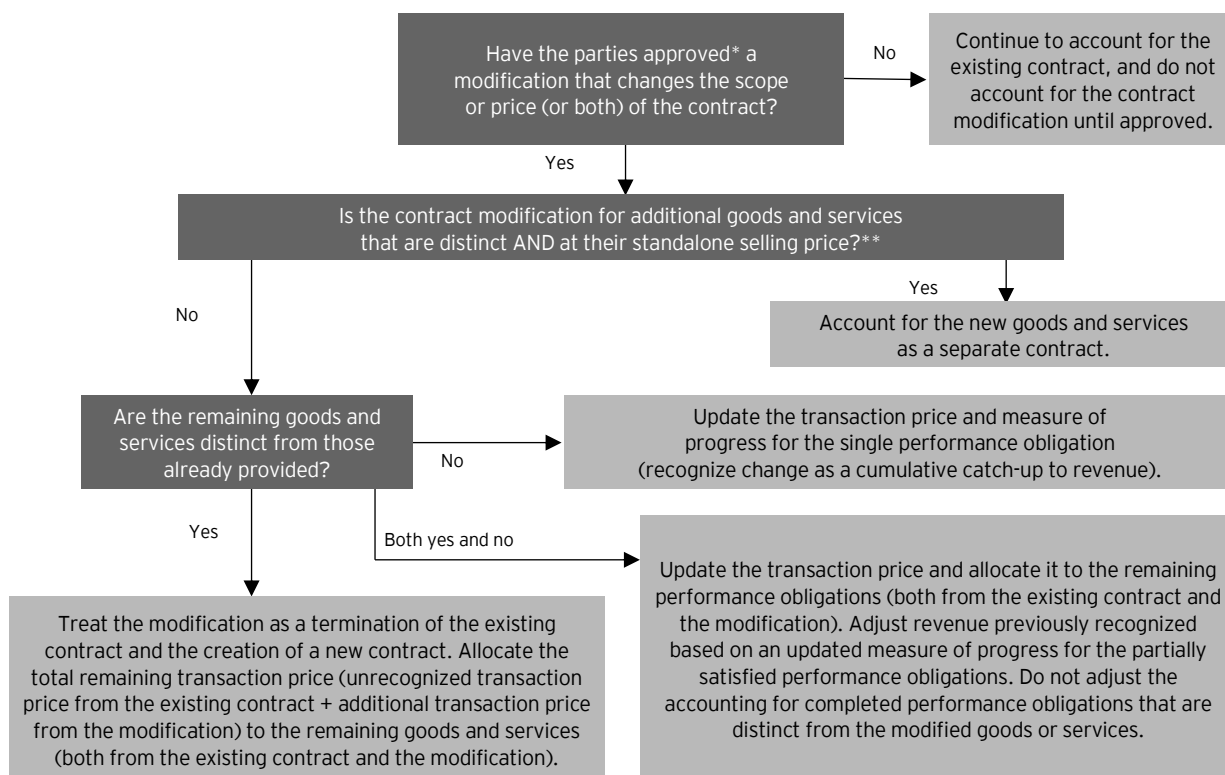 Have the parties approved* a
modification that changes the scope
or price (or both) of the contract?
No
Continue to account for the
existing contract, and do not
account for the contract
modification until approved.
Yes
Is the contract modification for additional goods and services
that are distinct AND at their standalone selling price?**
No
Yes
Account for the new goods and services
as a separate contract.
Are the remaining goods and
services distinct from those
already provided?
No
Update the transaction price and measure of
progress for the single performance obligation
(recognize change as a cumulative catch-up to revenue).
Yes
Both yes and no
Treat the modification as a termination of the existing
contract and the creation of a new contract. Allocate the
total remaining transaction price (unrecognized transaction
price from the existing contract + additional transaction price
from the modification) to the remaining goods and services
(both from the existing contract and the modification).
Update the transaction price and allocate it to the remaining
performance obligations (both from the existing contract and
the modification). Adjust revenue previously recognized
based on an updated measure of progress for the partially
satisfied performance obligations. Do not adjust the
accounting for completed performance obligations that are
distinct from the modified goods or services.